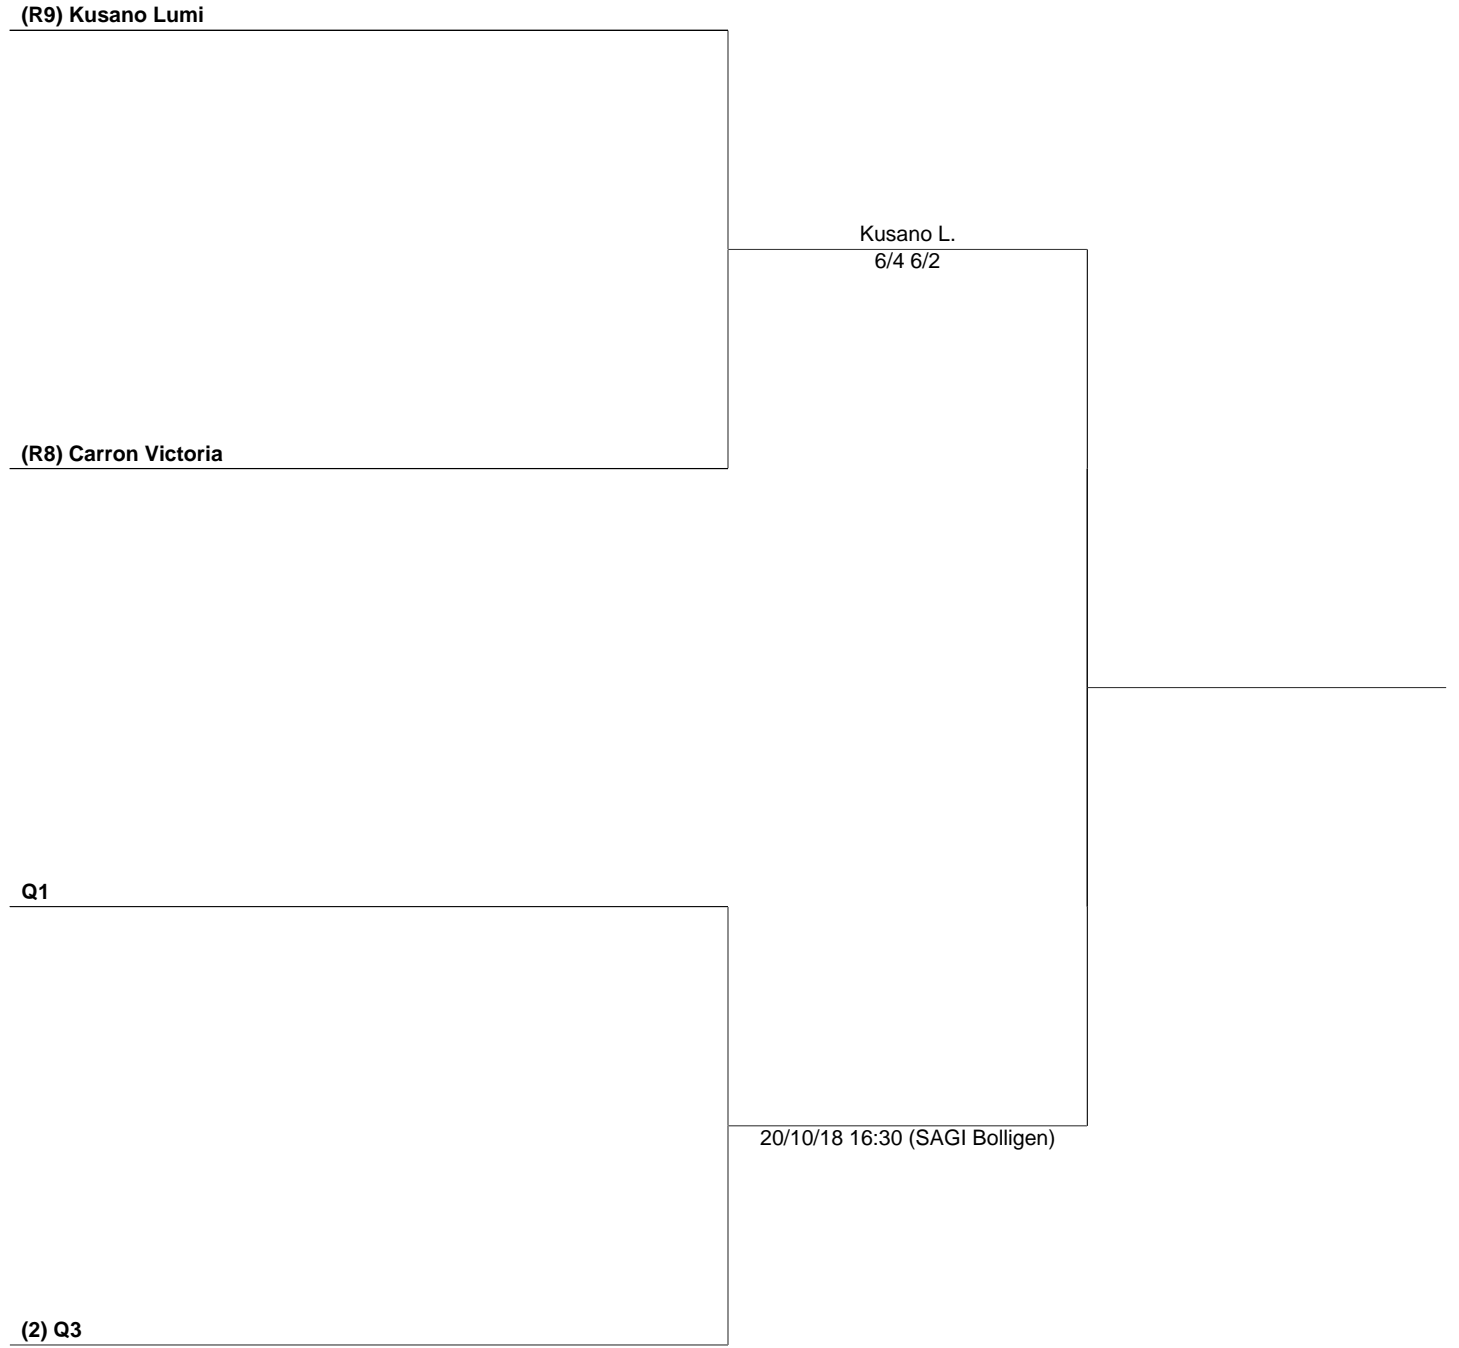 (R9) Kusano Lumi
Kusano L.
6/4 6/2
(R8) Carron Victoria
Q1
20/10/18 16:30 (SAGI Bolligen)
(2) Q3